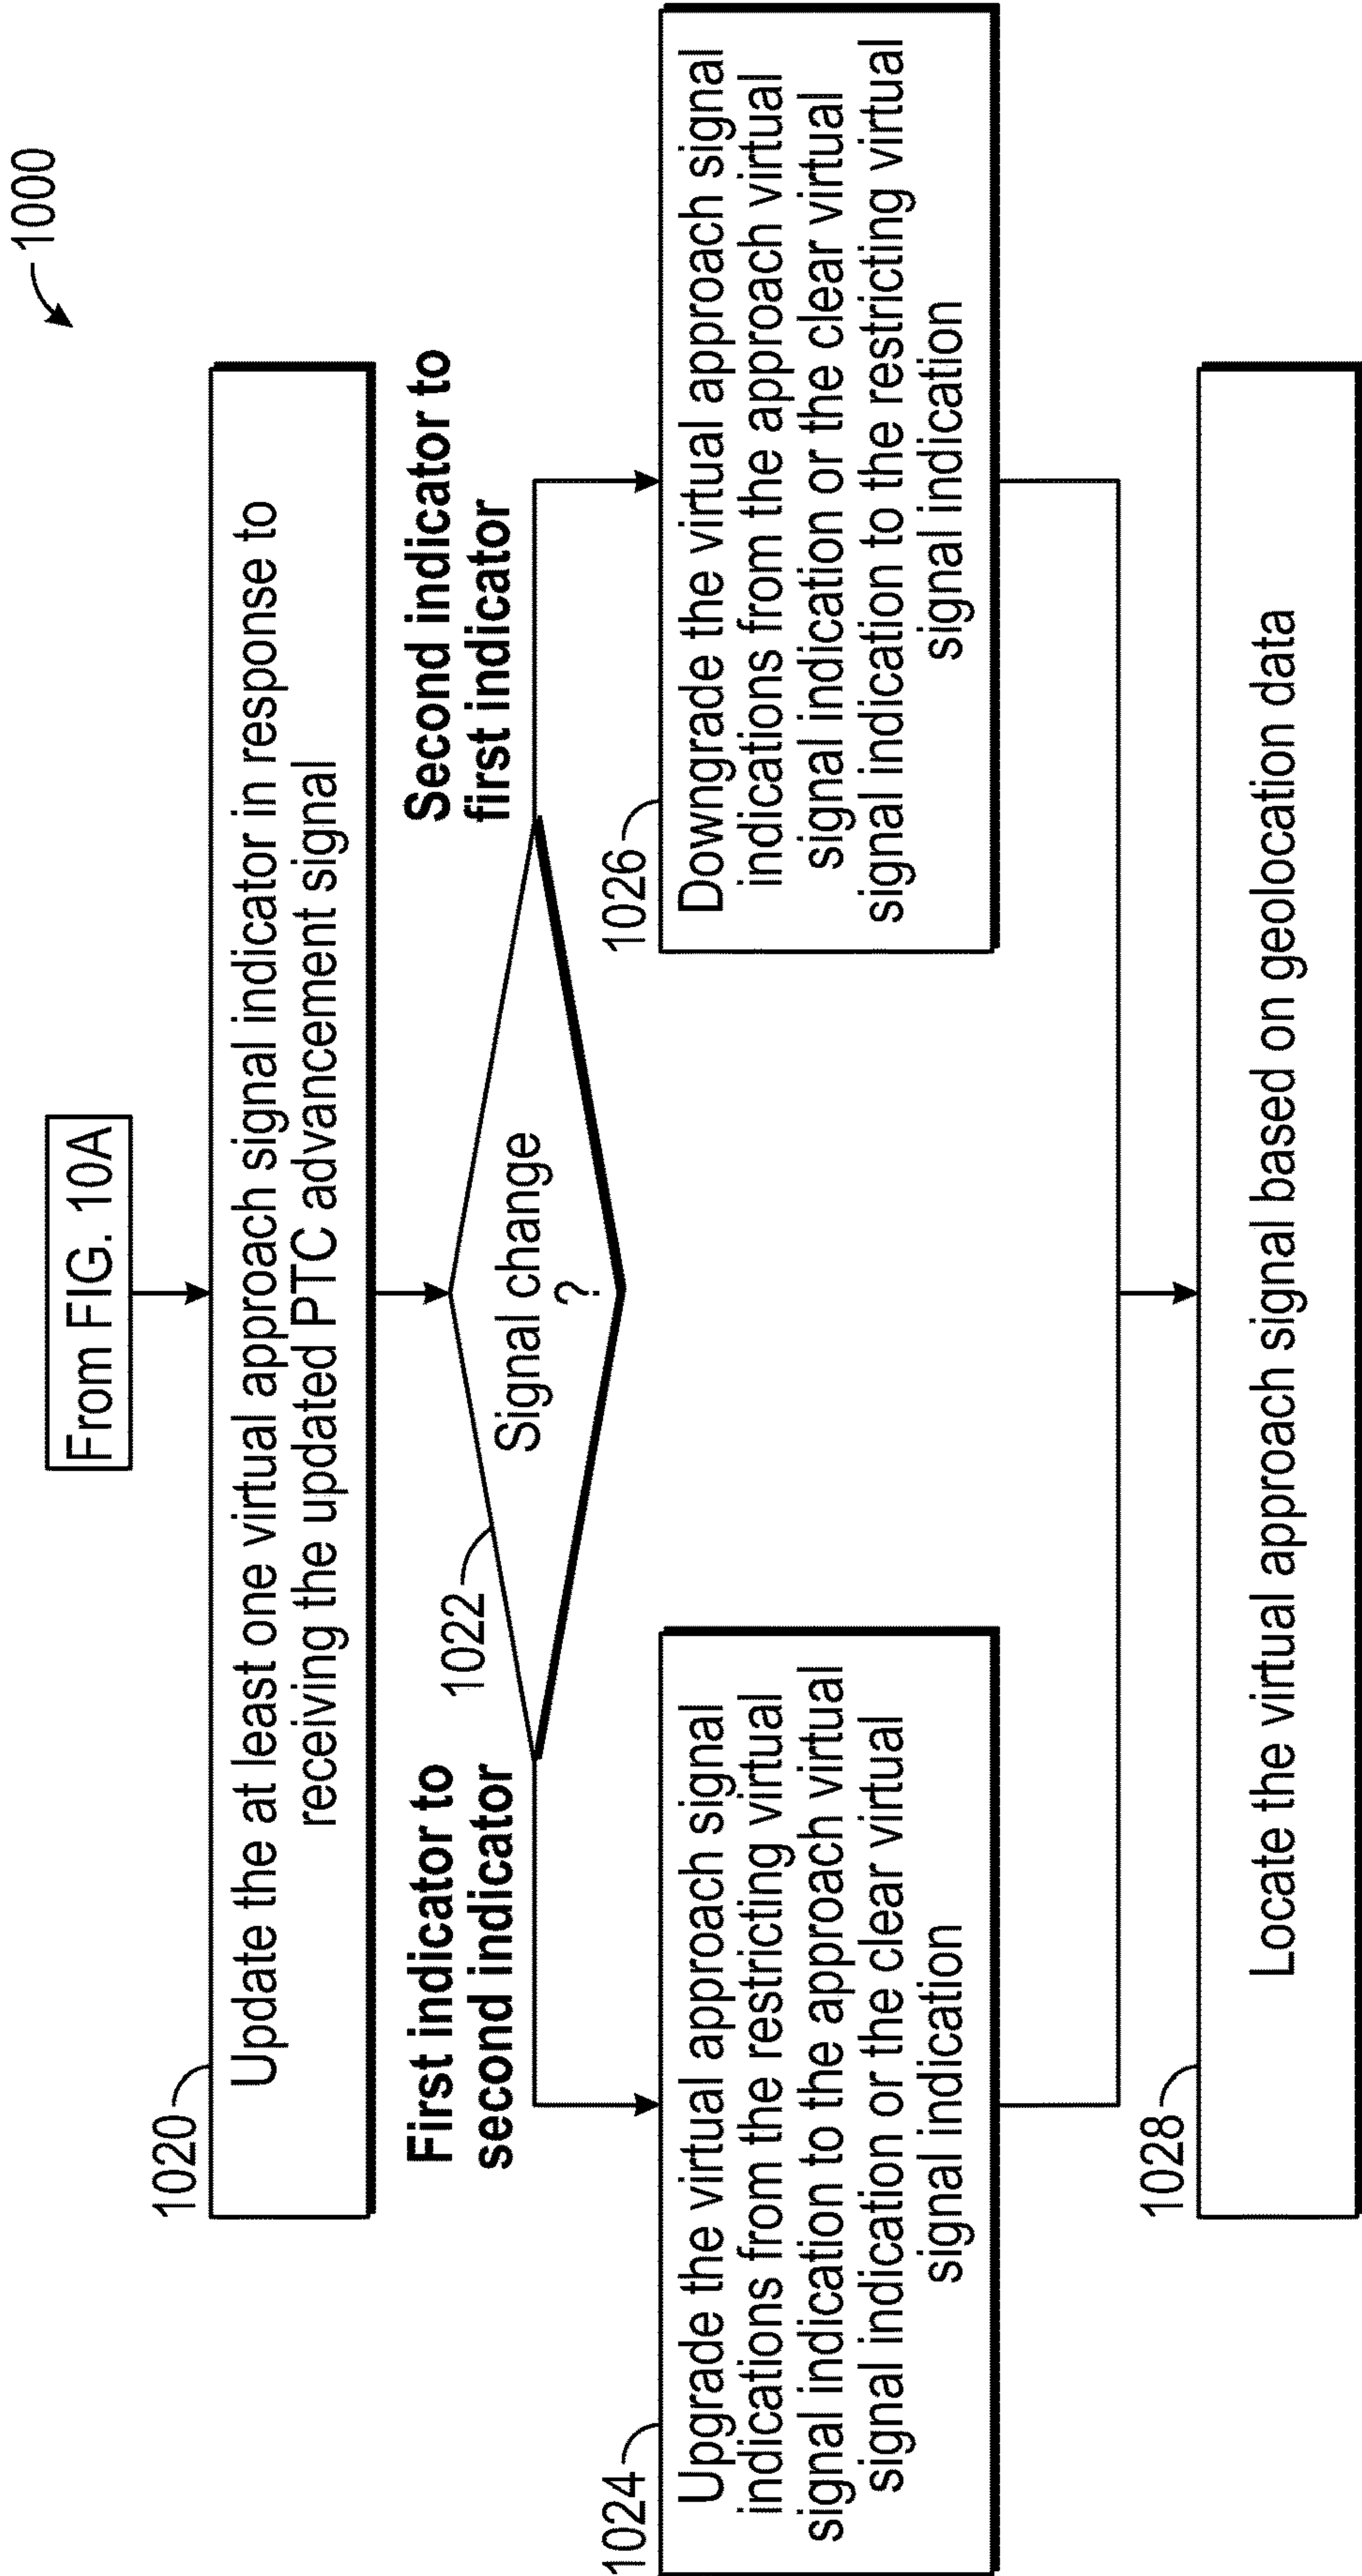 1000
From FIG. 10A
1020
Update the at least one virtual approach signal indicator in response to
receiving the updated PTC advancement signal
First indicator to
second indicator
1022
Signal change
?
Second indicator to
first indicator
1024
Upgrade the virtual approach signal
indications from the restricting virtual
signal indication to the approach virtual
signal indication or the clear virtual
signal indication
1026
Downgrade the virtual approach signal
indications from the approach virtual
signal indication or the clear virtual
signal indication to the restricting virtual
signal indication
1028
Locate the virtual approach signal based on geolocation data